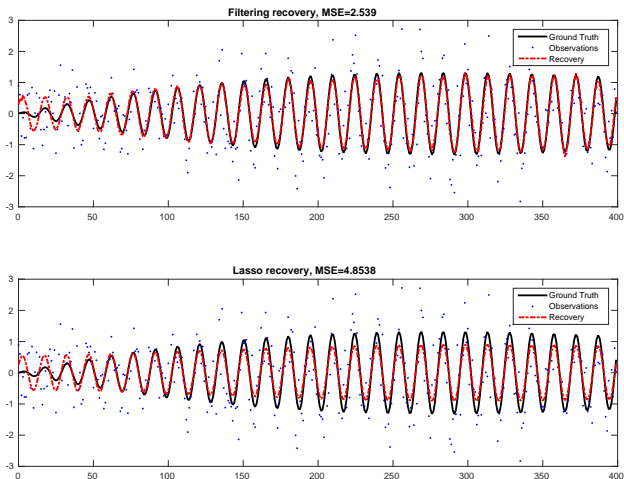 Filtering recovery, MSE=2.539
3
2
1
0
-1
-2
-3
Ground Truth
Observations
Recovery
0 50 100 150 200 250 300 350 400
Lasso recovery, MSE=4.8538
3
2
1
0
-1
-2
-3
Ground Truth
Observations
Recovery
0 50 100 150 200 250 300 350 400